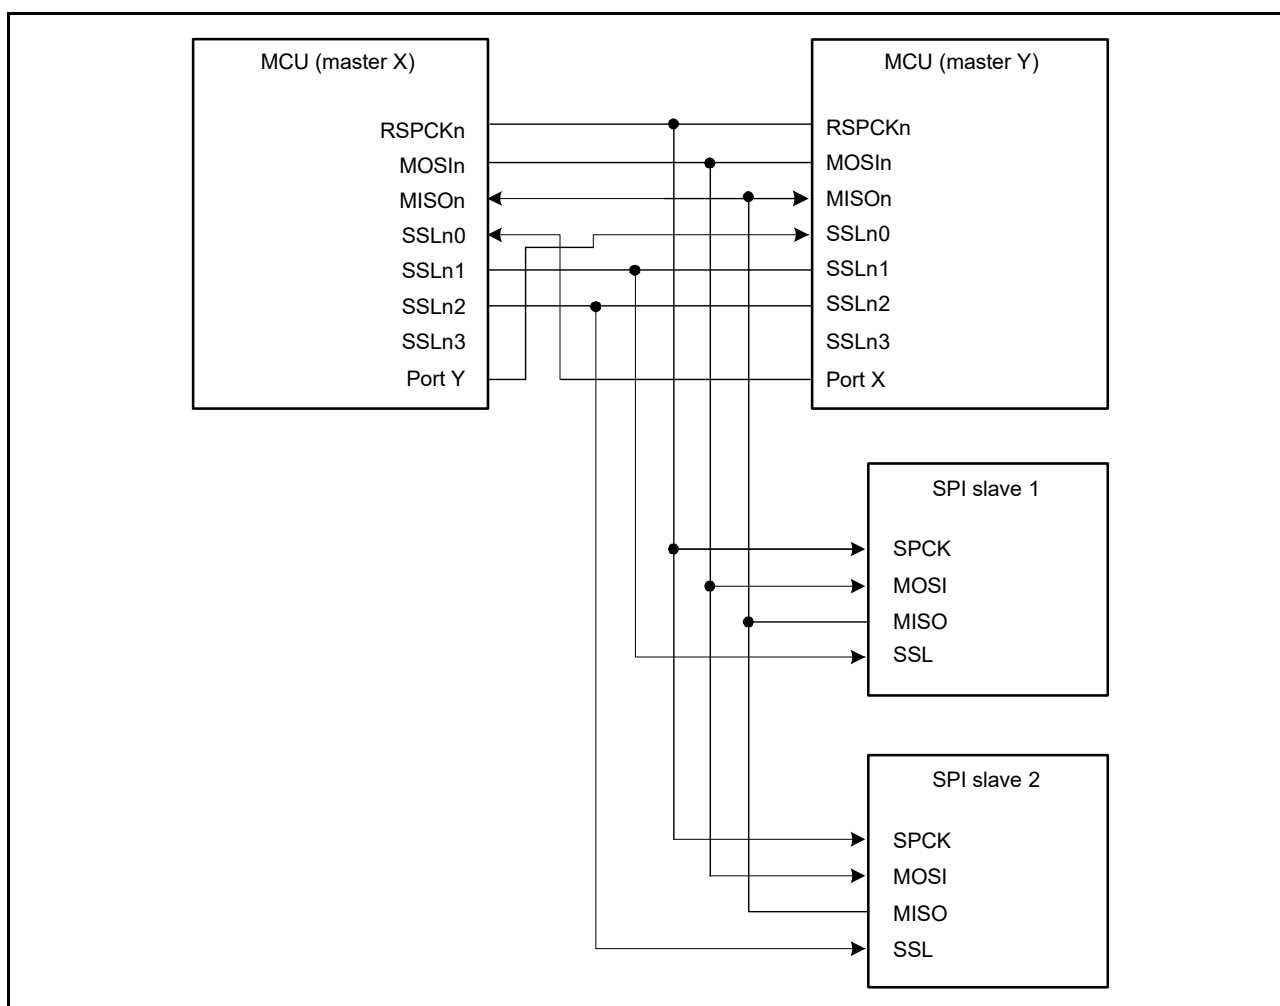 MCU (master X)
RSPCKn
MOSIn
MISOn
SSLn0
SSLn1
SSLn2
SSLn3
Port Y
MCU (master Y)
RSPCKn
MOSIn
MISOn
SSLn0
SSLn1
SSLn2
SSLn3
Port X
SPI slave 1
SPCK
MOSI
MISO
SSL
SPI slave 2
SPCK
MOSI
MISO
SSL